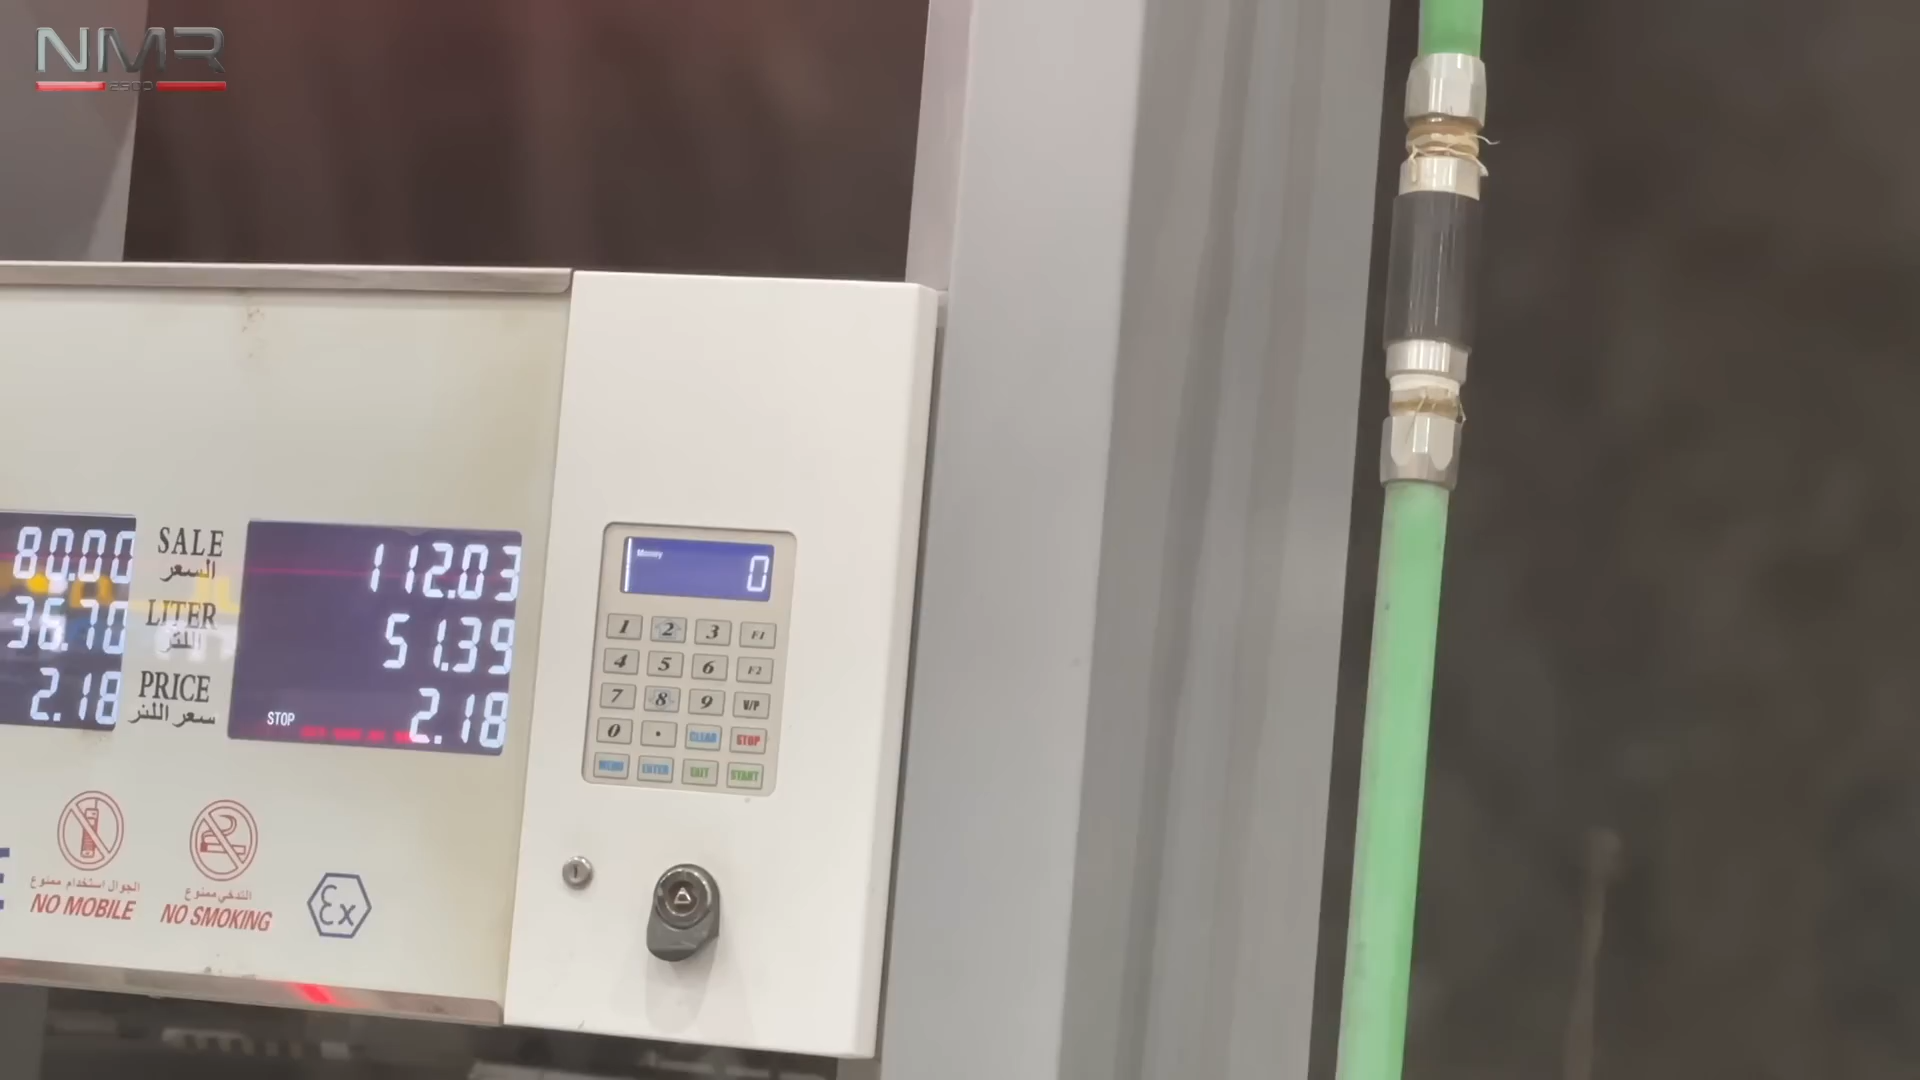 NMR
2500
80.00
SALE
السعر
112.03
36.70
LITER
اللتر
51.39
2.18
PRICE
سعر اللتر
STOP
2.18
Money
0
1 2 3 F1
4 5 6 F2
7 8 9 V/P
0 . CLEAR STOP
MENU ENTER EXIT START
الجوال استخدام ممنوع
NO MOBILE
ممنوع
NO SMOKING
Ex